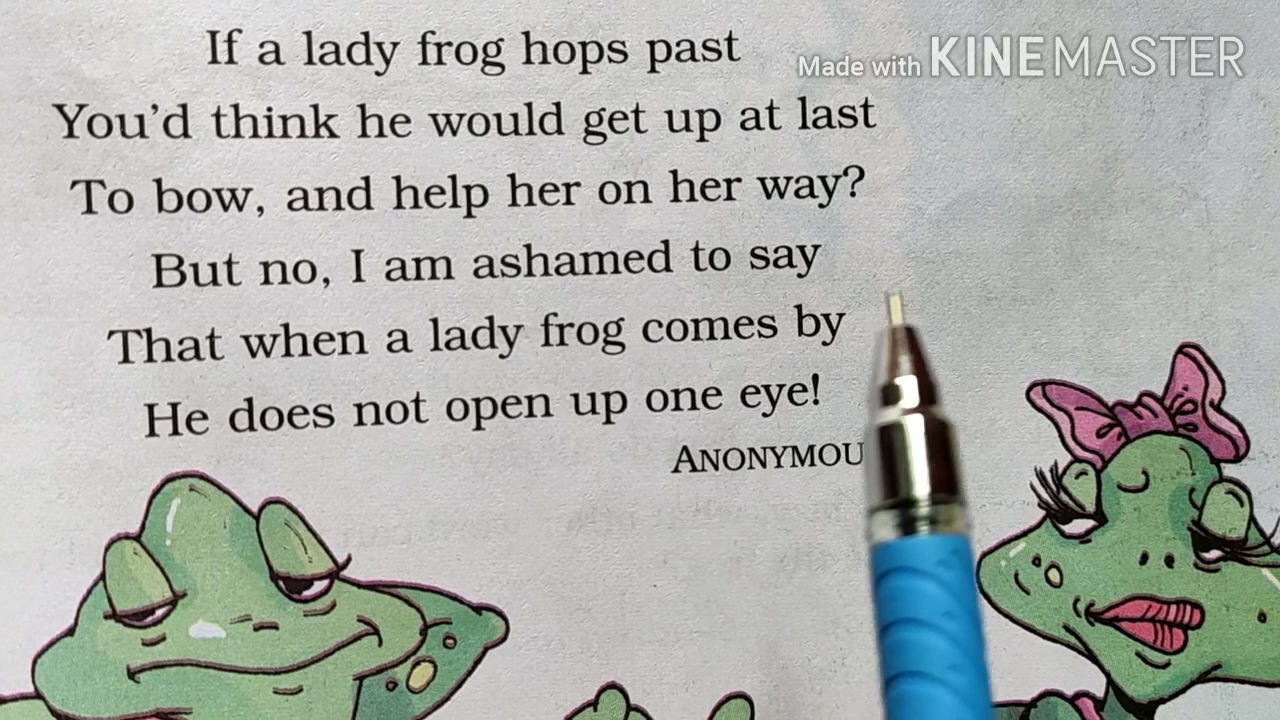 If a lady frog hops past
Made with KINEMASTER
You'd think he would get up at last
To bow, and help her on her way?
But no, I am ashamed to say
That when a lady frog comes by
He does not open up one eye!
ANONYMOU